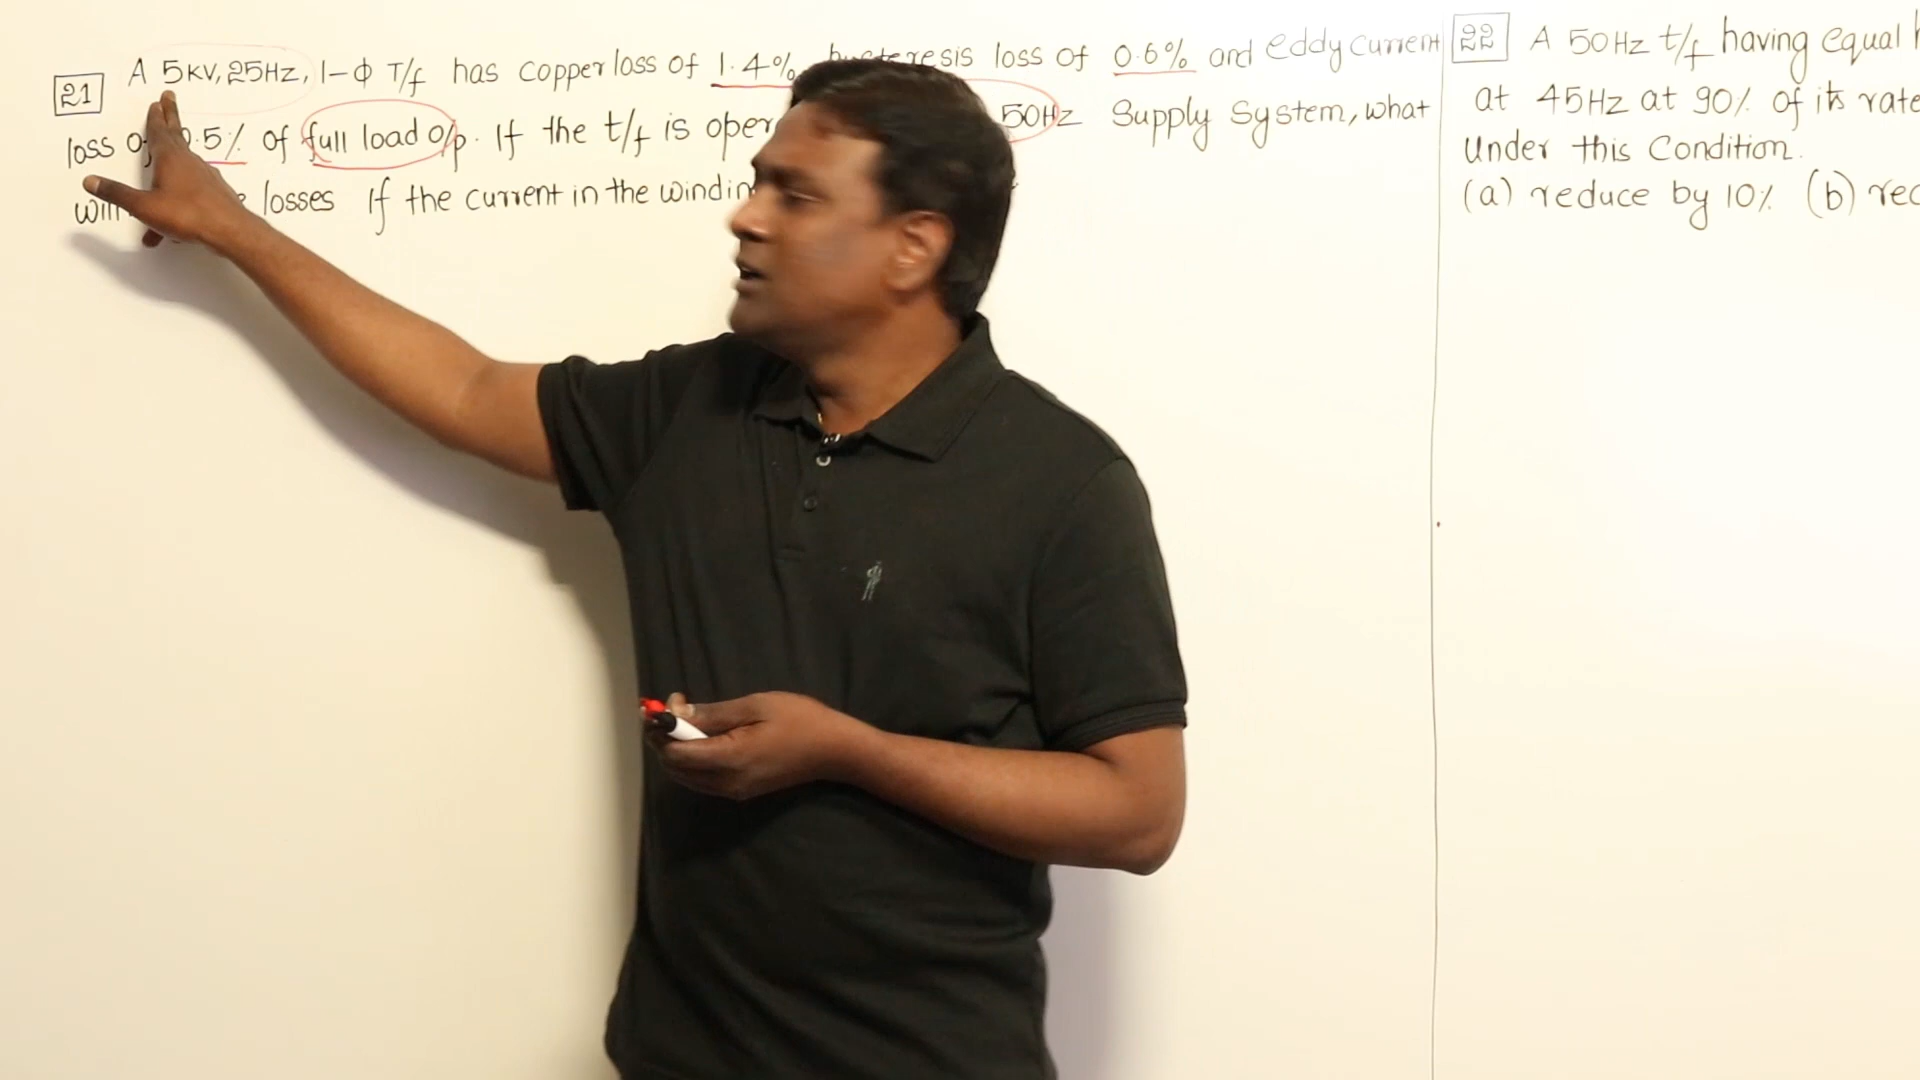 21 A 5KV, 25Hz, 1-Φ T/f has copper loss of 1.4% hysteresis loss of 0.6% and eddy current
loss of 0.5% of full load o/p. If the t/f is oper 50Hz Supply System, what
will losses If the current in the windin
22 A 50Hz t/f having equal h
at 45Hz at 90% of its rate
Under this Condition.
(a) reduce by 10% (b) red